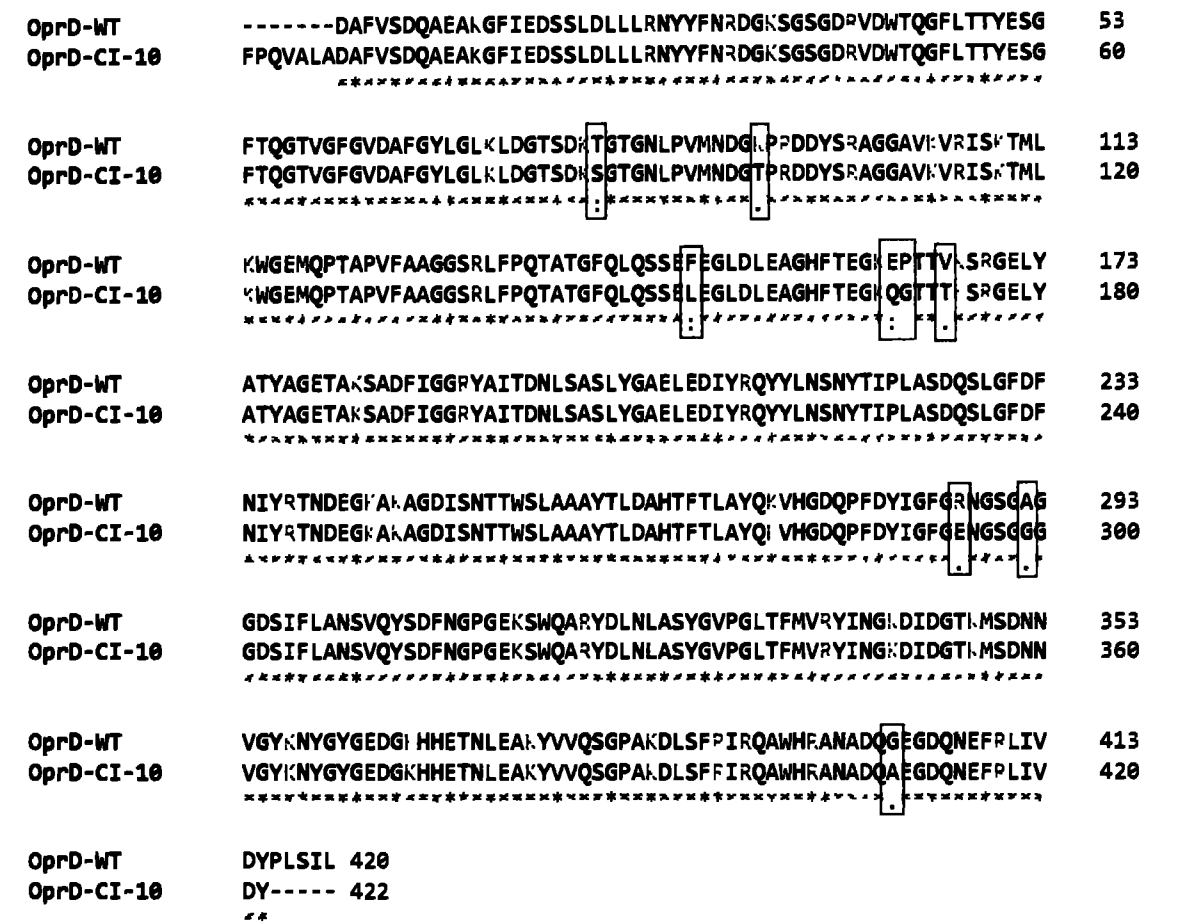 OprD-WT -------DAFVSDQAEAKGFIEDSSLDLLLRNYYFNRDGKSGSGDRVDWTQGFLTTYESG 53
OprD-CI-10 FPQVALADAFVSDQAEAKGFIEDSSLDLLLRNYYFNRDGKSGSGDRVDWTQGFLTTYESG 60
*****************************************************
OprD-WT FTQGTVGFGVDAFGYLGLKLDGTSDKTGTGNLPVMNDGKPRDDYSRAGGAVKVRISKTML 113
OprD-CI-10 FTQGTVGFGVDAFGYLGLKLDGTSDKSGTGNLPVMNDGTPRDDYSRAGGAVKVRISKTML 120
**************************:***********.*********************
OprD-WT KWGEMQPTAPVFAAGGSRLFPQTATGFQLQSSEFEGLDLEAGHFTEGKEPTTVKSRGELY 173
OprD-CI-10 KWGEMQPTAPVFAAGGSRLFPQTATGFQLQSSELEGLDLEAGHFTEGKQGTTTKSRGELY 180
*********************************:**************: **.*******
OprD-WT ATYAGETAKSADFIGGRYAITDNLSASLYGAELEDIYRQYYLNSNYTIPLASDQSLGFDF 233
OprD-CI-10 ATYAGETAKSADFIGGRYAITDNLSASLYGAELEDIYRQYYLNSNYTIPLASDQSLGFDF 240
************************************************************
OprD-WT NIYRTNDEGKAKAGDISNTTWSLAAAYTLDAHTFTLAYQKVHGDQPFDYIGFGRNGSGAG 293
OprD-CI-10 NIYRTNDEGKAKAGDISNTTWSLAAAYTLDAHTFTLAYQKVHGDQPFDYIGFGENGSGGG 300
*****************************************************.****.*
OprD-WT GDSIFLANSVQYSDFNGPGEKSWQARYDLNLASYGVPGLTFMVRYINGKDIDGTKMSDNN 353
OprD-CI-10 GDSIFLANSVQYSDFNGPGEKSWQARYDLNLASYGVPGLTFMVRYINGKDIDGTKMSDNN 360
************************************************************
OprD-WT VGYKNYGYGEDGKHHETNLEAKYVVQSGPAKDLSFRIRQAWHRANADQGEGDQNEFRLIV 413
OprD-CI-10 VGYKNYGYGEDGKHHETNLEAKYVVQSGPAKDLSFRIRQAWHRANADQAEGDQNEFRLIV 420
************************************************.***********
OprD-WT DYPLSIL 420
OprD-CI-10 DY----- 422
**